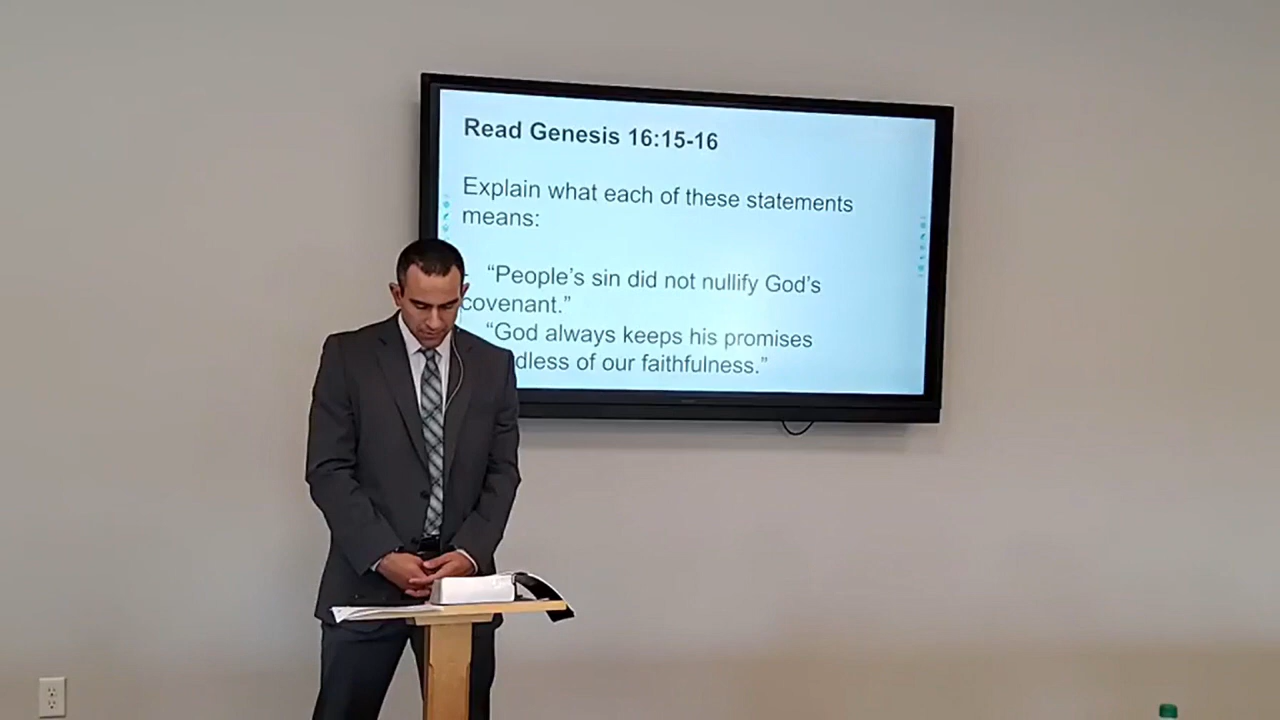 Read Genesis 16:15-16
Explain what each of these statements
means:
“People’s sin did not nullify God’s
covenant.”
“God always keeps his promises
dless of our faithfulness.”